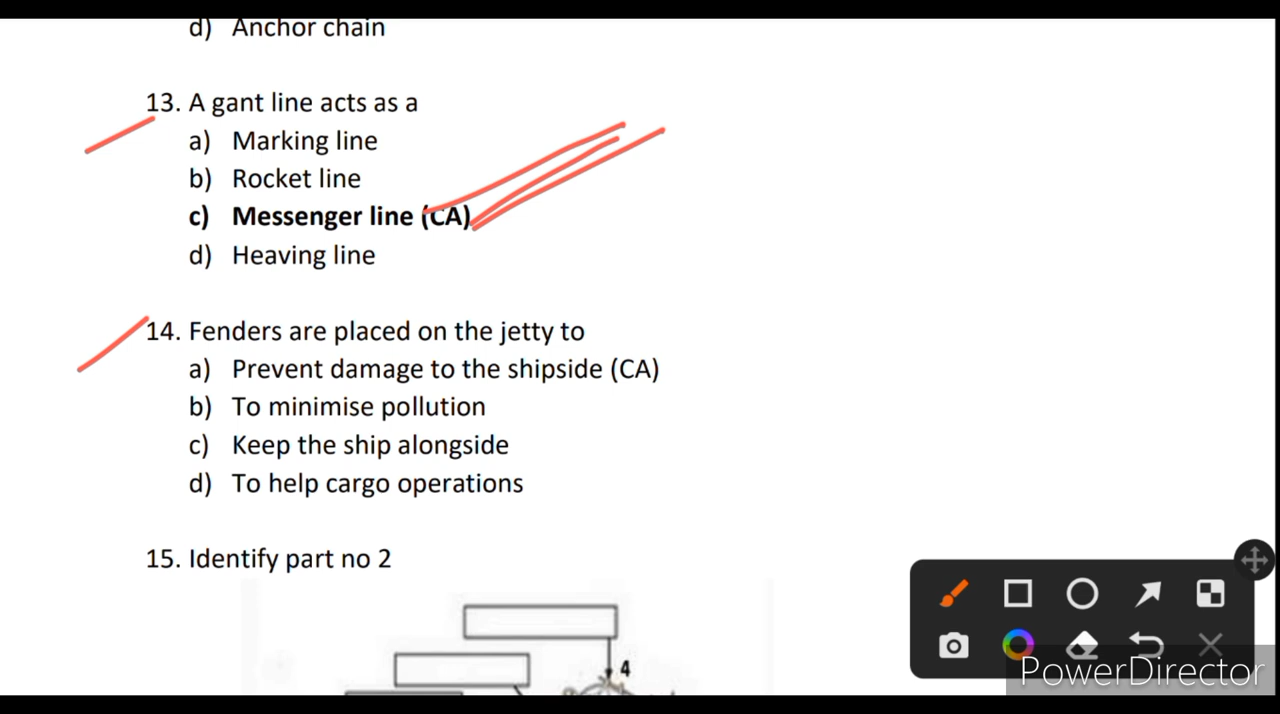 d) Anchor chain
13. A gant line acts as a
a) Marking line
b) Rocket line
c) Messenger line (CA)
d) Heaving line
14. Fenders are placed on the jetty to
a) Prevent damage to the shipside (CA)
b) To minimise pollution
c) Keep the ship alongside
d) To help cargo operations
15. Identify part no 2
4
PowerDirector